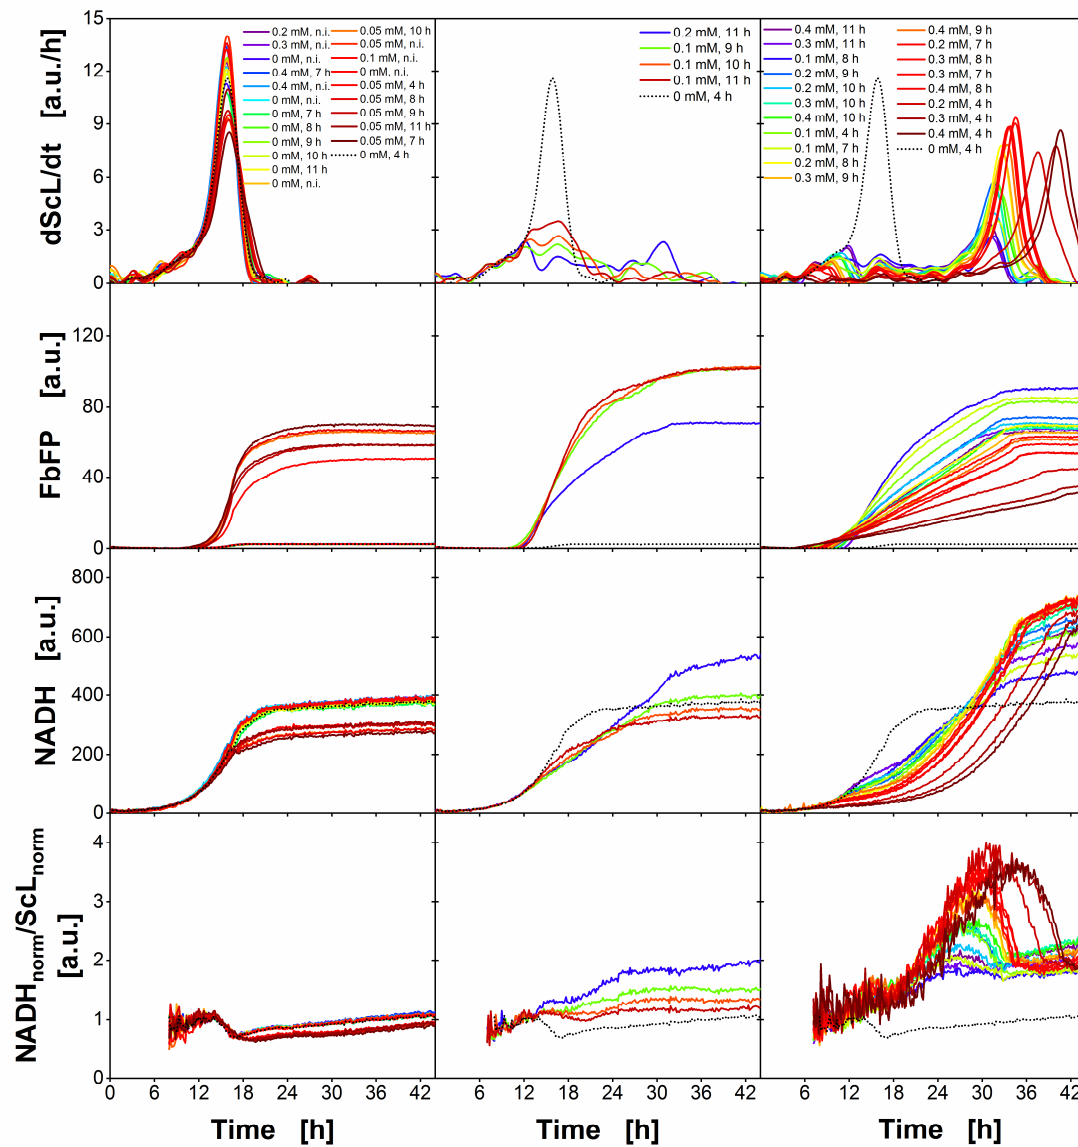 dScL/dt [a.u./h]
15
12
9
6
3
0
0.2 mM, n.i.
0.3 mM, n.i.
0 mM, n.i.
0.4 mM, 7 h
0.4 mM, n.i.
0 mM, n.i.
0 mM, 7 h
0 mM, 8 h
0 mM, 9 h
0 mM, 10 h
0 mM, 11 h
0 mM, n.i.
0.05 mM, 10 h
0.05 mM, n.i.
0.1 mM, n.i.
0 mM, n.i.
0.05 mM, 4 h
0.05 mM, 8 h
0.05 mM, 9 h
0.05 mM, 11 h
0.05 mM, 7 h
0 mM, 4 h
0.2 mM, 11 h
0.1 mM, 9 h
0.1 mM, 10 h
0.1 mM, 11 h
0 mM, 4 h
0.4 mM, 11 h
0.3 mM, 11 h
0.1 mM, 8 h
0.2 mM, 9 h
0.2 mM, 10 h
0.3 mM, 10 h
0.4 mM, 10 h
0.1 mM, 4 h
0.1 mM, 7 h
0.2 mM, 8 h
0.3 mM, 9 h
0.4 mM, 9 h
0.2 mM, 7 h
0.3 mM, 8 h
0.3 mM, 7 h
0.4 mM, 8 h
0.2 mM, 4 h
0.3 mM, 4 h
0.4 mM, 4 h
0 mM, 4 h
FbFP [a.u.]
120
80
40
0
NADH [a.u.]
800
600
400
200
0
NADHnorm/ScLnorm
[a.u.]
4
3
2
1
0
0 6 12 18 24 30 36 42
6 12 18 24 30 36 42
6 12 18 24 30 36 42
Time [h]
Time [h]
Time [h]